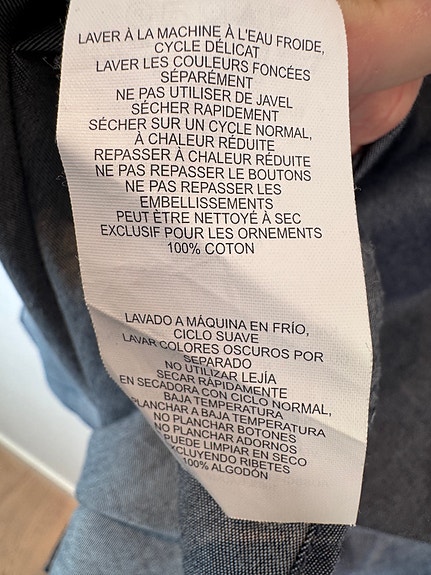 LAVER À LA MACHINE À L'EAU FROIDE,
CYCLE DÉLICAT
LAVER LES COULEURS FONCÉES
SÉPARÉMENT
NE PAS UTILISER DE JAVEL
SÉCHER RAPIDEMENT
SÉCHER SUR UN CYCLE NORMAL,
À CHALEUR RÉDUITE
REPASSER À CHALEUR RÉDUITE
NE PAS REPASSER LE BOUTONS
NE PAS REPASSER LES
EMBELLISSEMENTS
PEUT ÈTRE NETTOYÉ À SEC
EXCLUSIF POUR LES ORNEMENTS
100% COTON
LAVADO A MÁQUINA EN FRÍO,
CICLO SUAVE
LAVAR COLORES OSCUROS POR
SEPARADO
NO UTILIZAR LEJÍA
SECAR RÁPIDAMENTE
EN SECADORA CON CICLO NORMAL,
BAJA TEMPERATURA
PLANCHAR A BAJA TEMPERATURA
NO PLANCHAR BOTONES
NO PLANCHAR ADORNOS
PUEDE LIMPIAR EN SECO
XCLUYENDO RIBETES
100% ALGODÓN